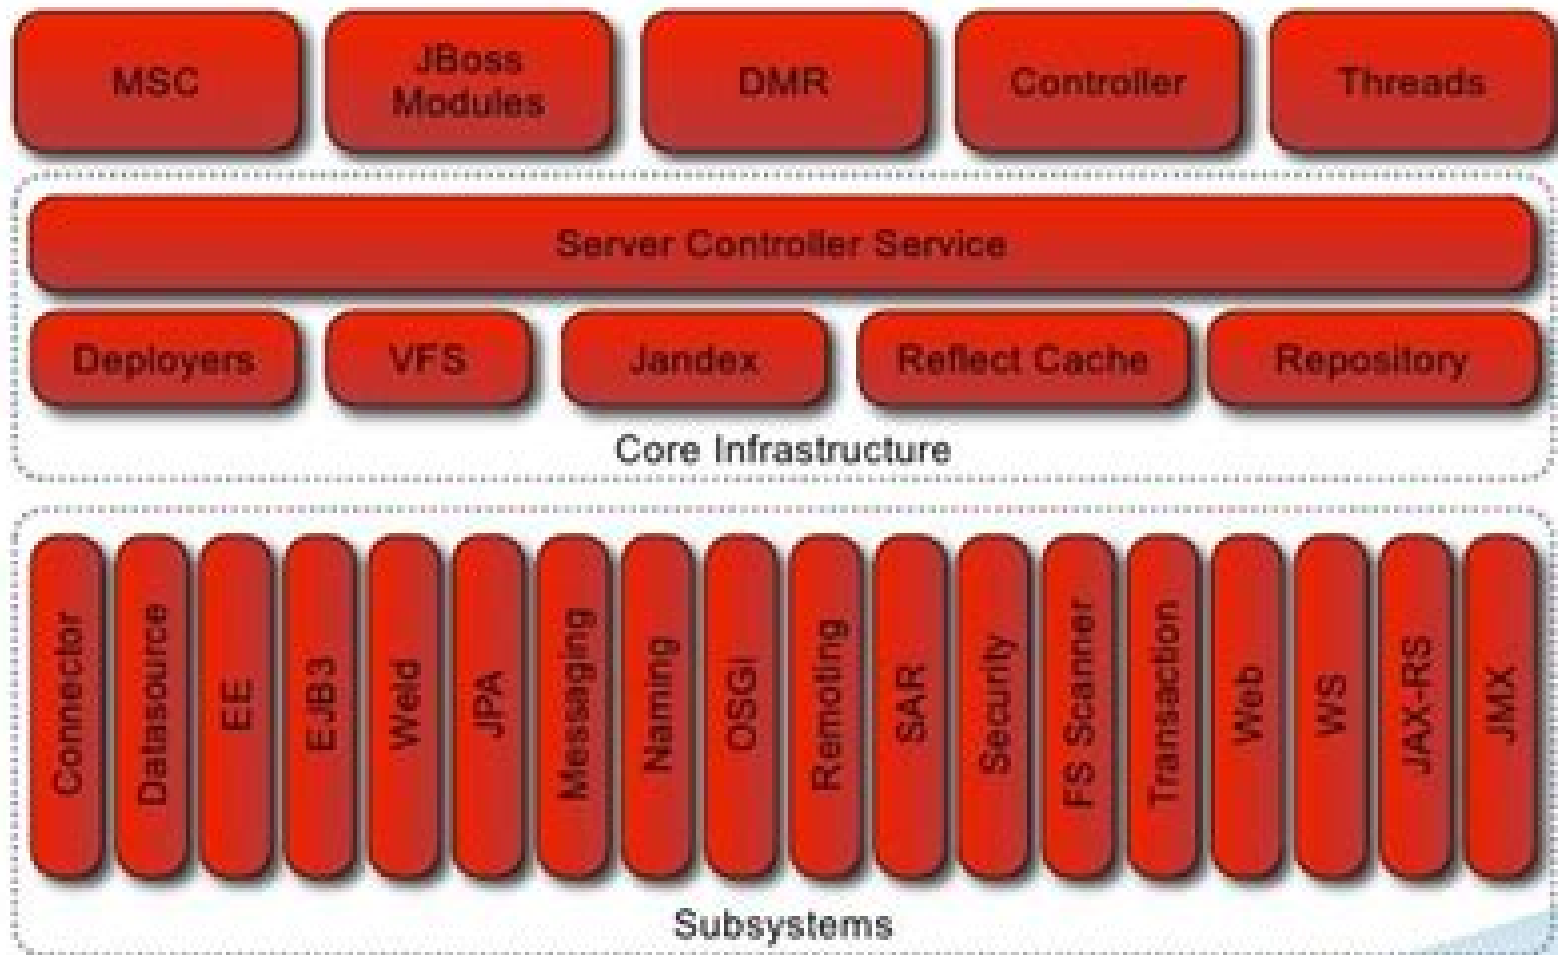 MSC
JBoss
Modules
DMR
Controller
Threads
Server Controller Service
Deployers
VFS
Jandex
Reflect Cache
Repository
Core Infrastructure
Connector
Datasource
EE
EJB3
Weld
JPA
Messaging
Naming
OSGi
Remoting
SAR
Security
FS Scanner
Transaction
Web
WS
JAX-RS
JMX
Subsystems